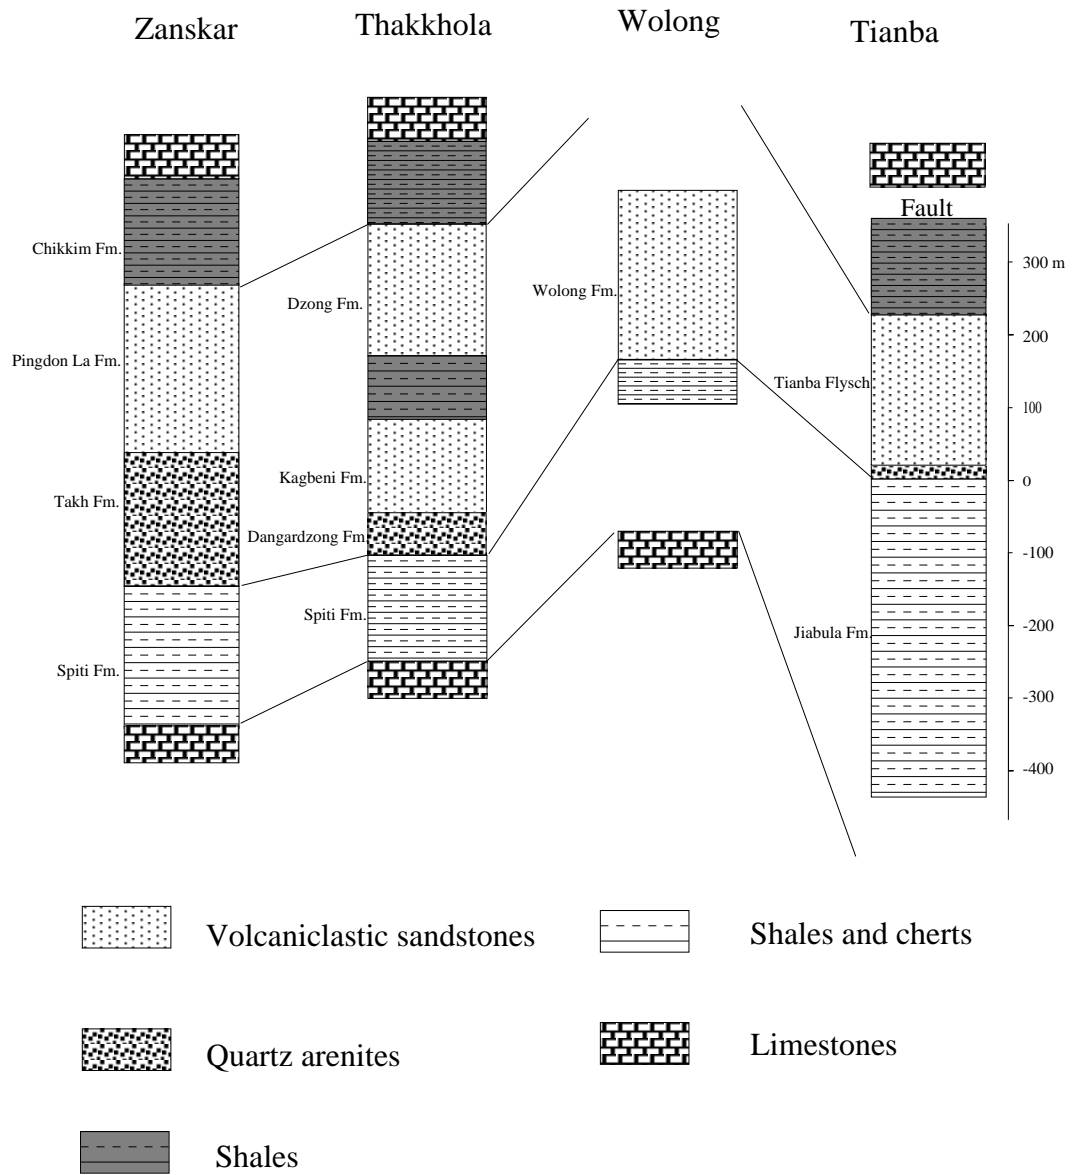 Zanskar
Thakkhola
Wolong
Tianba
Fault
Chikkim Fm.
Pingdon La Fm.
Takh Fm.
Spiti Fm.
Dzong Fm.
Kagbeni Fm.
Dangardzong Fm.
Spiti Fm.
Wolong Fm.
Tianba Flysch
Jiabula Fm.
300 m
200
100
0
-100
-200
-300
-400
Volcaniclastic sandstones
Shales and cherts
Quartz arenites
Limestones
Shales